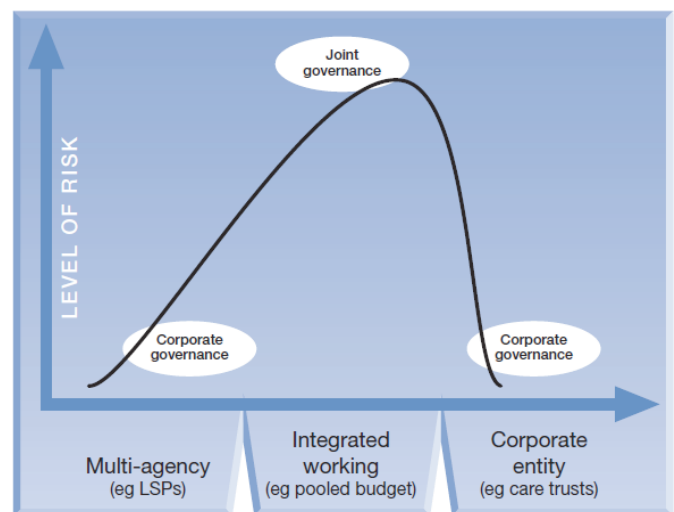 Joint
governance
LEVEL OF RISK
Corporate
governance
Corporate
governance
Multi-agency
(eg LSPs)
Integrated
working
(eg pooled budget)
Corporate
entity
(eg care trusts)